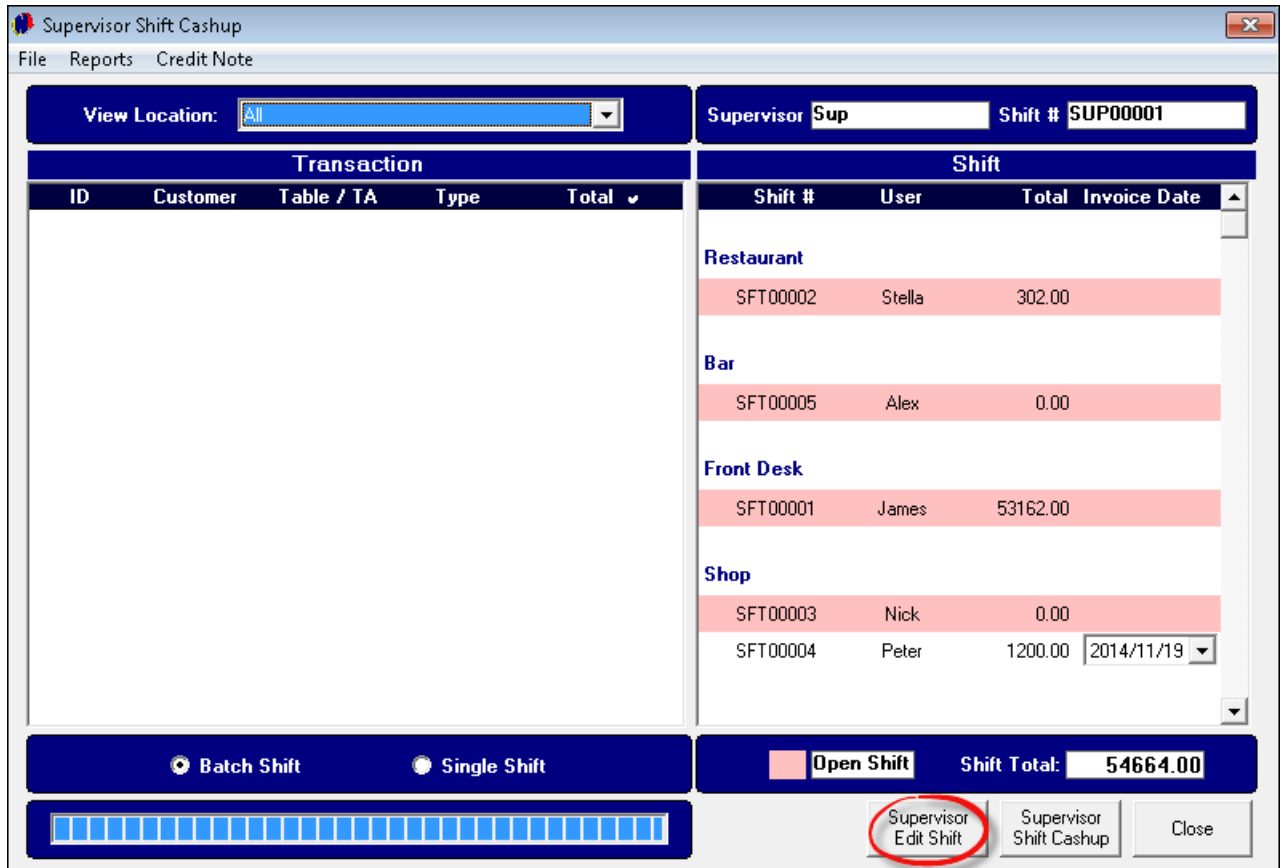 Supervisor Shift Cashup
File Reports Credit Note
View Location: All
Supervisor Sup Shift # SUP00001
Transaction
ID Customer Table / TA Type Total
Shift
Shift # User Total Invoice Date
Restaurant
SFT00002 Stella 302.00
Bar
SFT00005 Alex 0.00
Front Desk
SFT00001 James 53162.00
Shop
SFT00003 Nick 0.00
SFT00004 Peter 1200.00 2014/11/19
Batch Shift Single Shift
Open Shift Shift Total: 54664.00
Supervisor
Edit Shift
Supervisor
Shift Cashup
Close